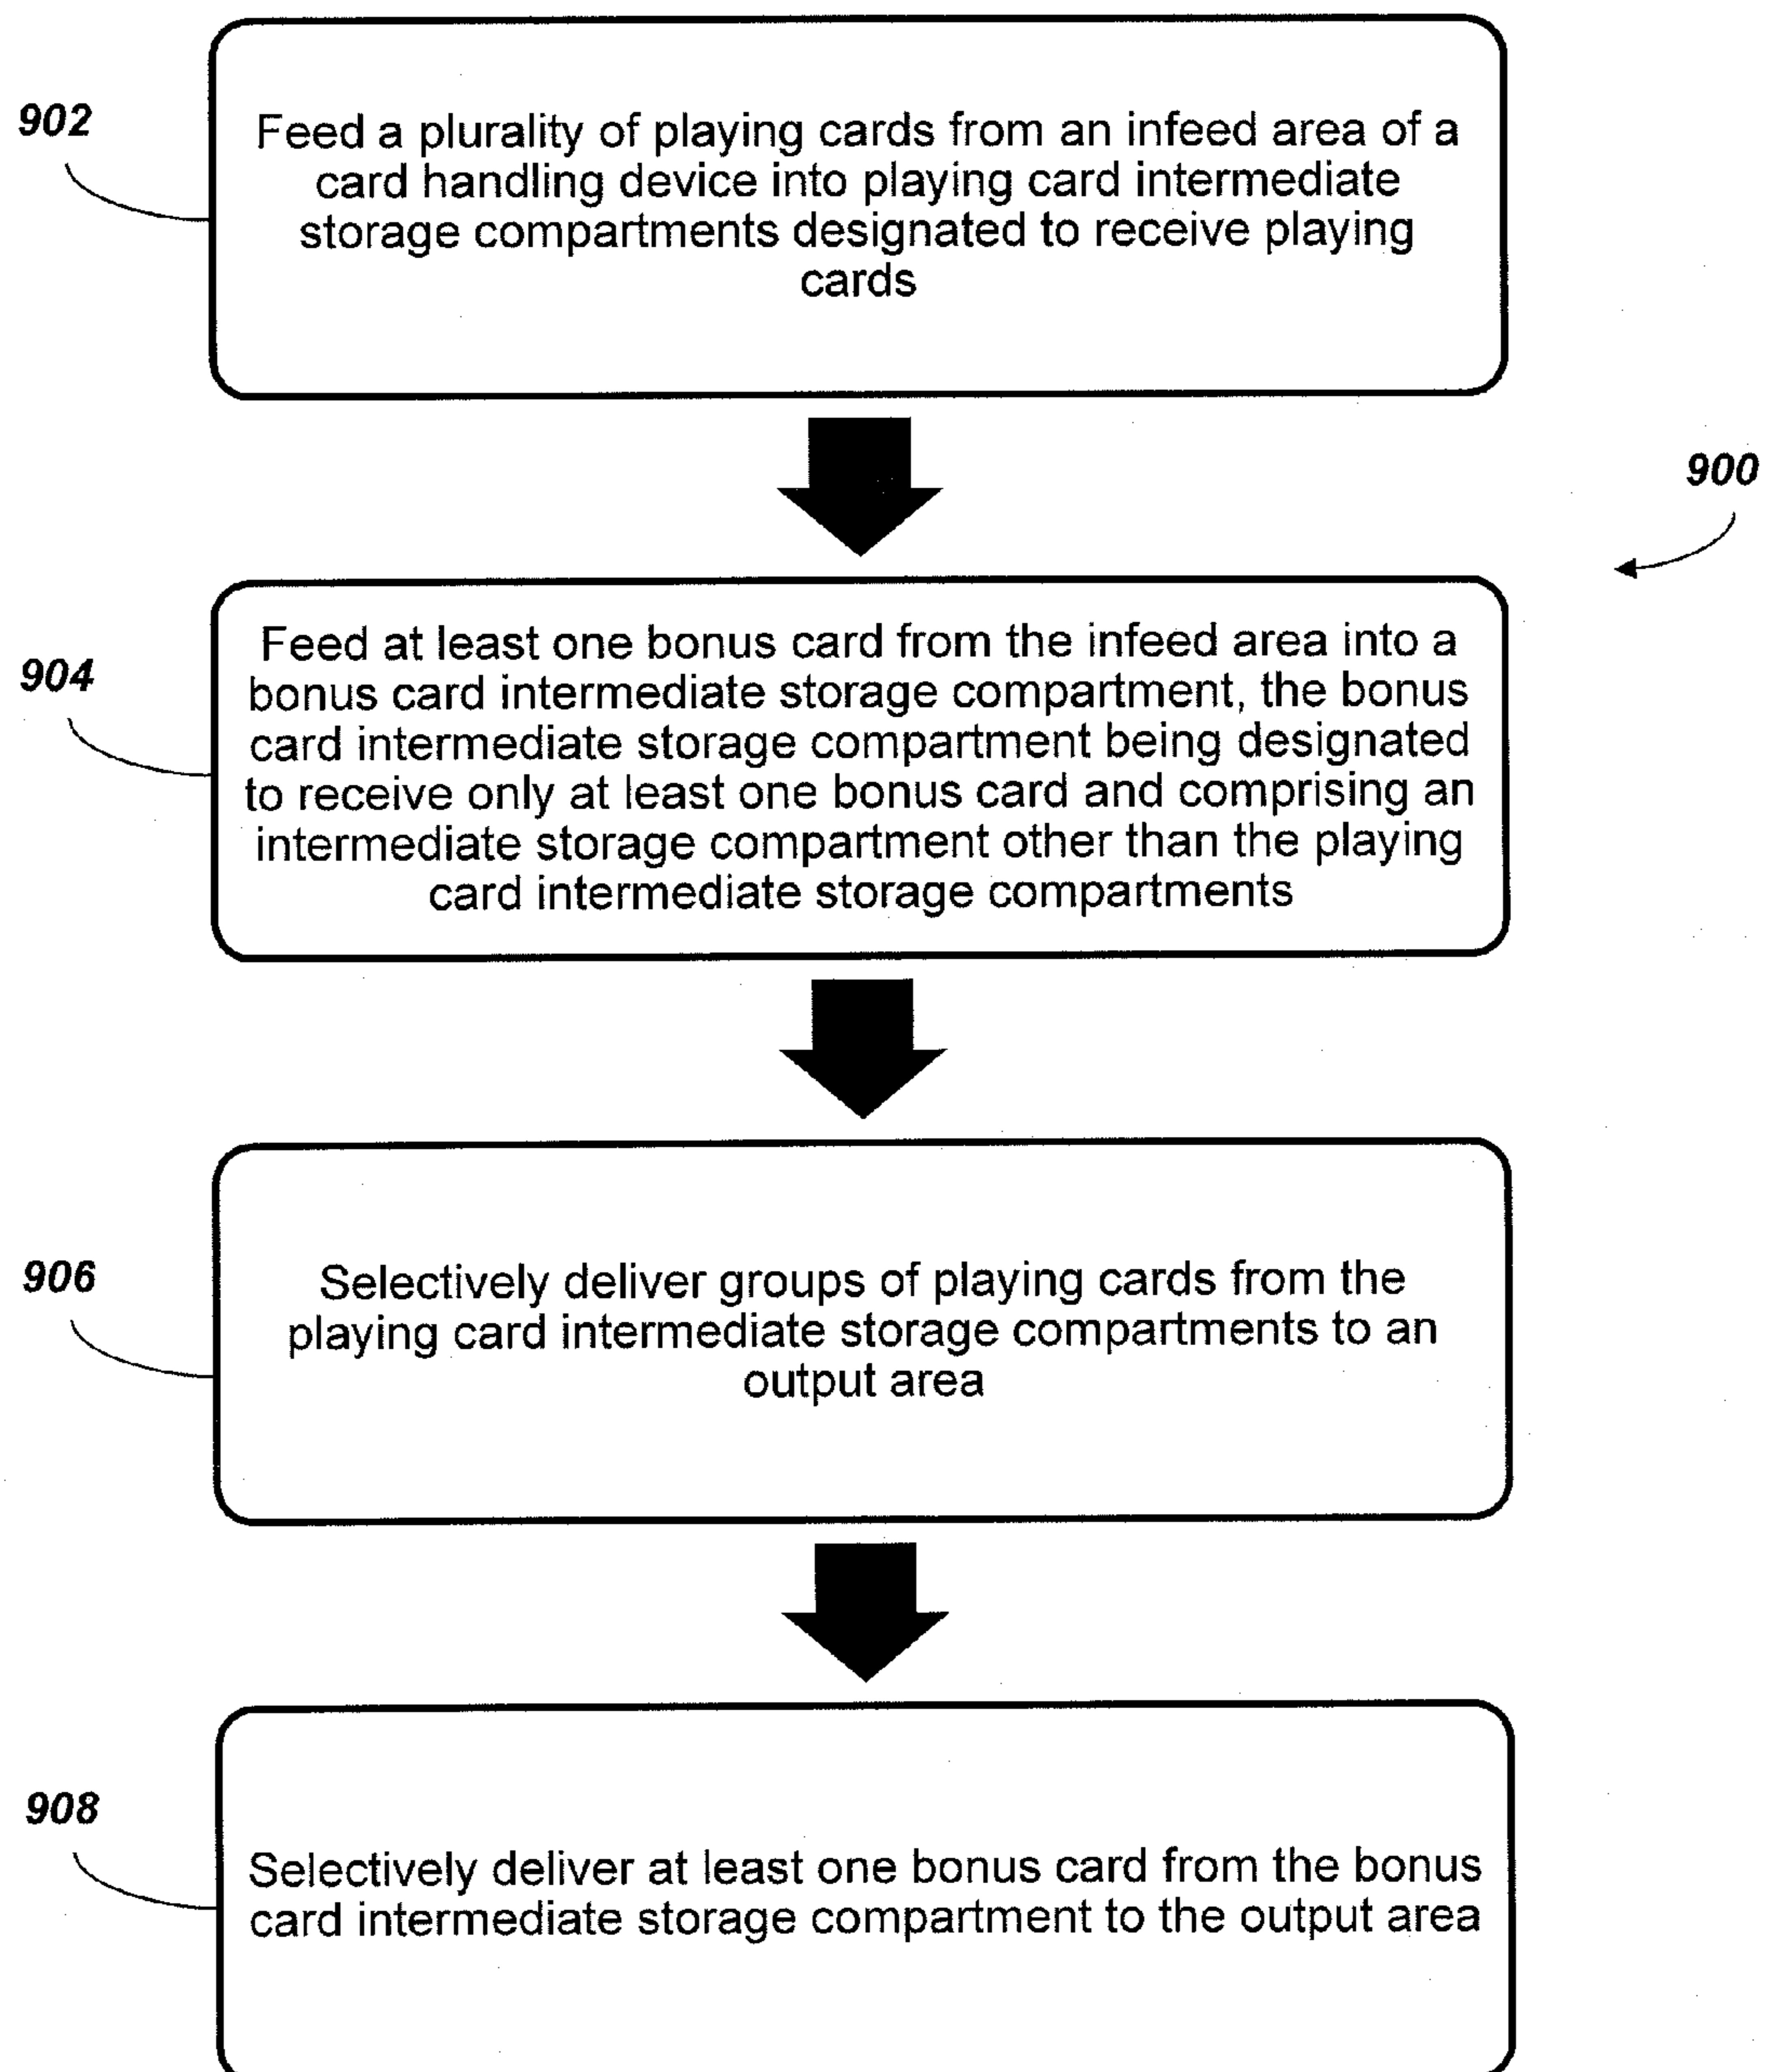 902
Feed a plurality of playing cards from an infeed area of a
card handling device into playing card intermediate
storage compartments designated to receive playing
cards
900
904
Feed at least one bonus card from the infeed area into a
bonus card intermediate storage compartment, the bonus
card intermediate storage compartment being designated
to receive only at least one bonus card and comprising an
intermediate storage compartment other than the playing
card intermediate storage compartments
906
Selectively deliver groups of playing cards from the
playing card intermediate storage compartments to an
output area
908
Selectively deliver at least one bonus card from the bonus
card intermediate storage compartment to the output area